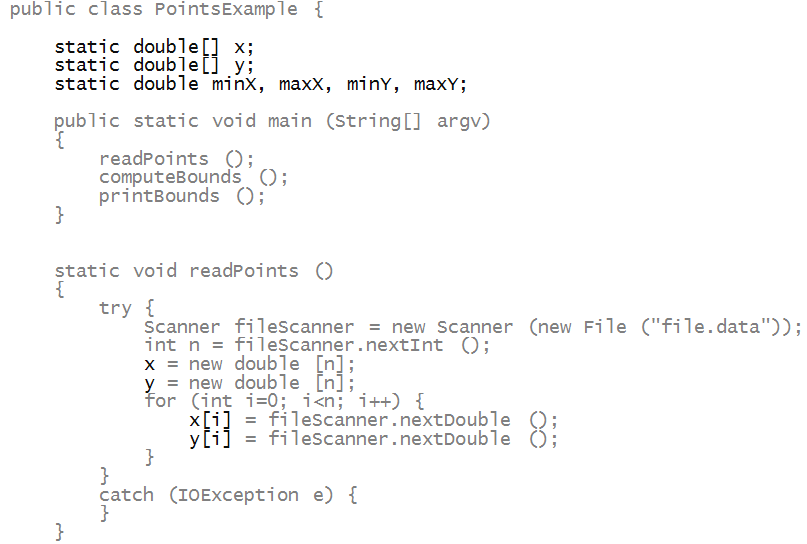 public class PointsExample {
static double[] x;
static double[] y;
static double minX, maxX, minY, maxY;
public static void main (String[] argv)
{
readPoints ();
computeBounds ();
printBounds ();
}
static void readPoints ()
{
try {
Scanner fileScanner = new Scanner (new File ("file.data"));
int n = fileScanner.nextInt ();
x = new double [n];
y = new double [n];
for (int i=0; i<n; i++) {
x[i] = fileScanner.nextDouble ();
y[i] = fileScanner.nextDouble ();
}
}
catch (IOException e) {
}
}